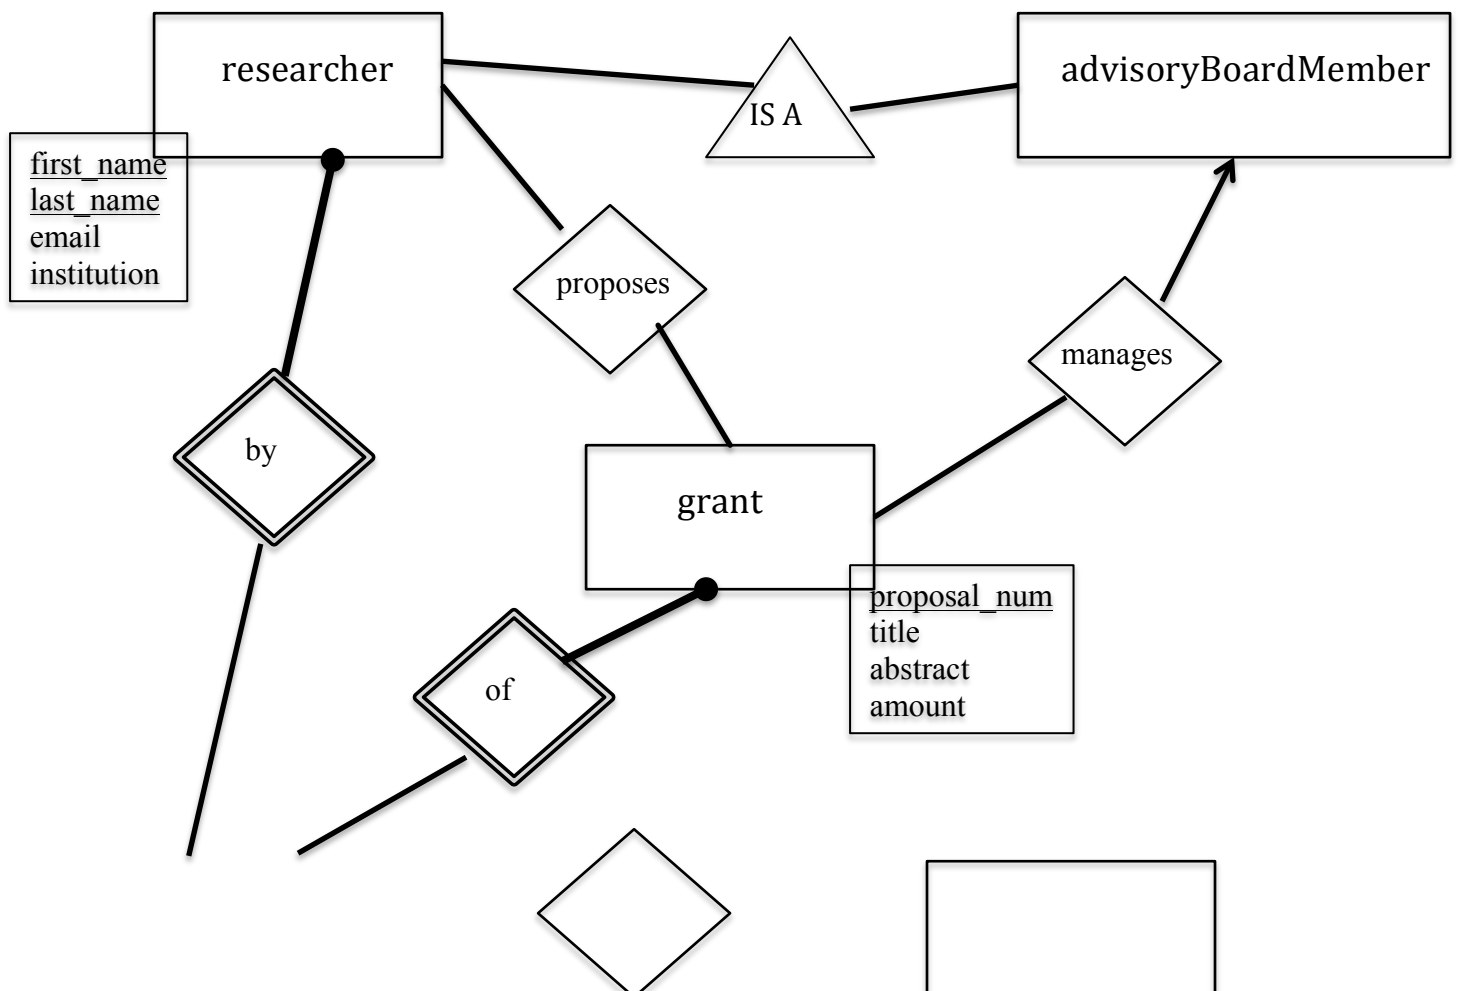 researcher
IS A
advisoryBoardMember
first_name
last_name
email
institution
proposes
manages
by
grant
proposal_num
title
abstract
amount
of